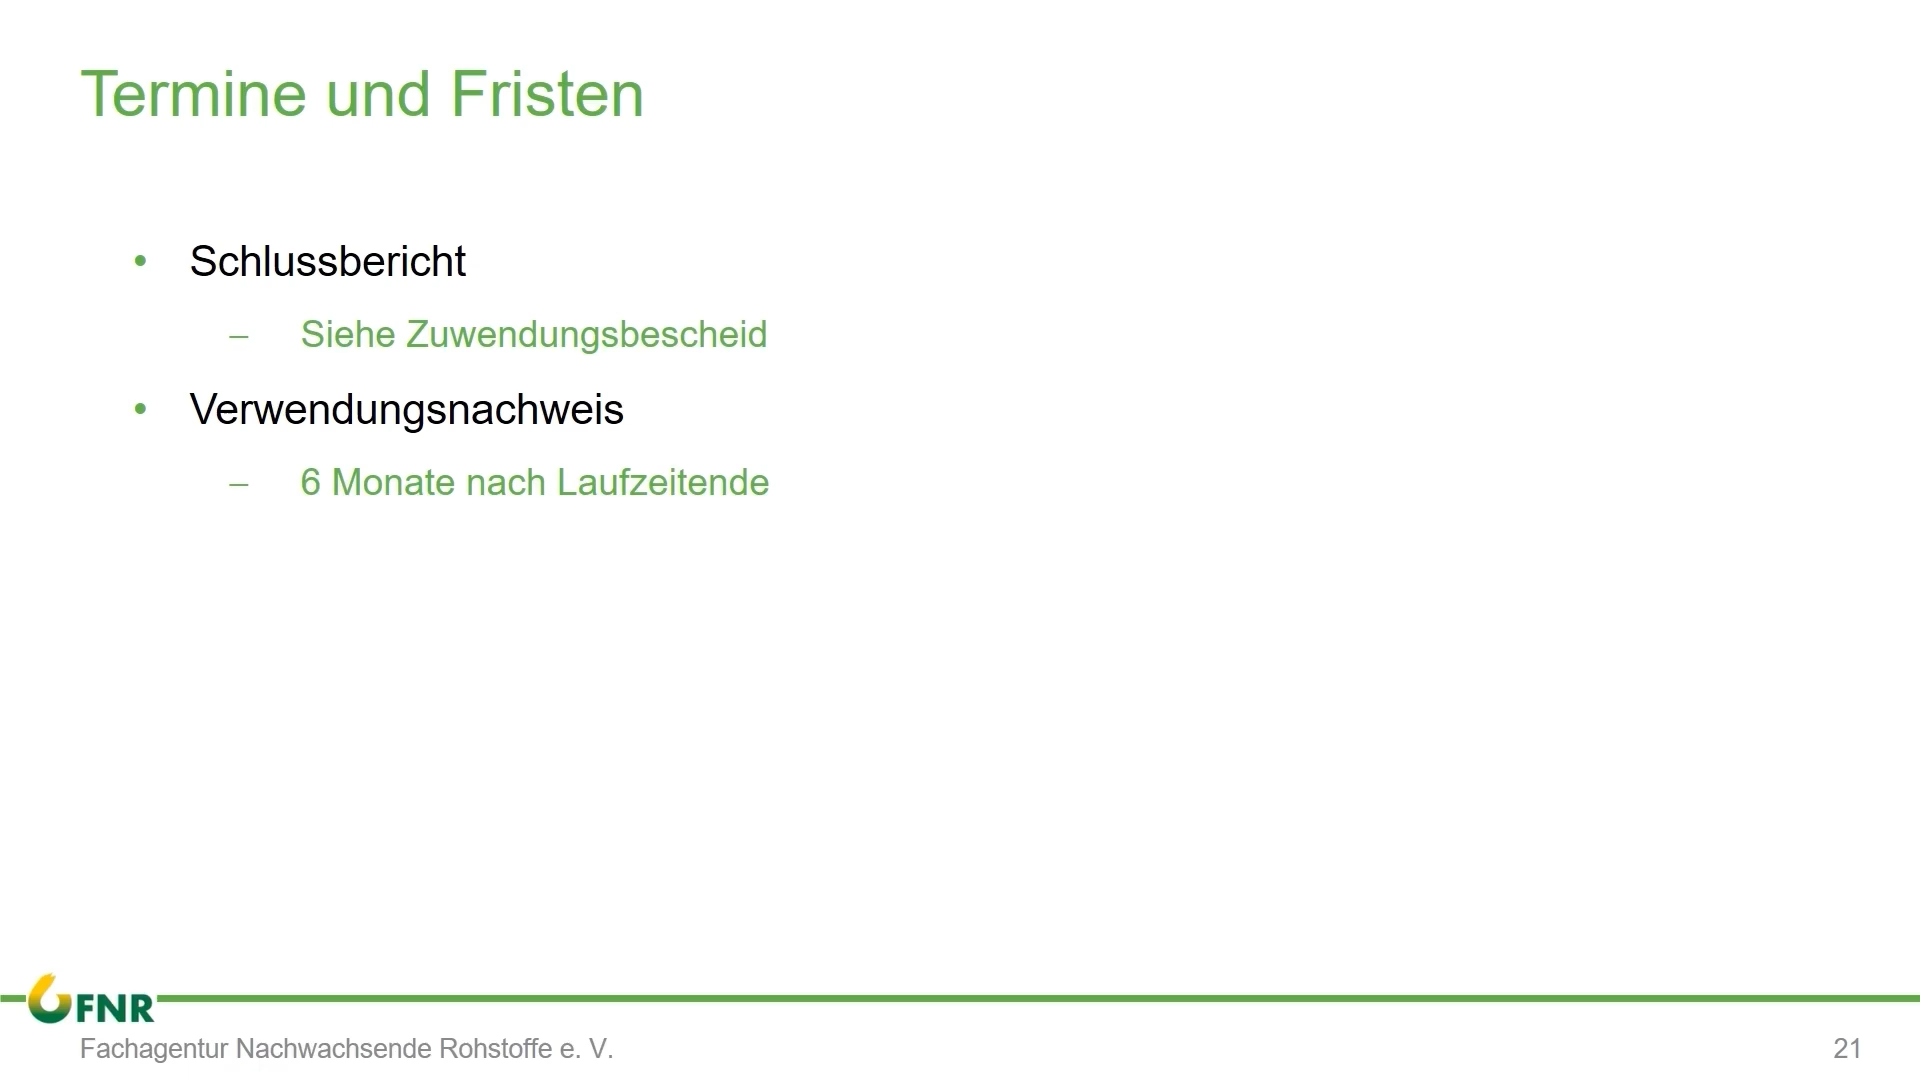 Termine und Fristen
• Schlussbericht
– Siehe Zuwendungsbescheid
• Verwendungsnachweis
– 6 Monate nach Laufzeitende
FNR
Fachagentur Nachwachsende Rohstoffe e. V.
21